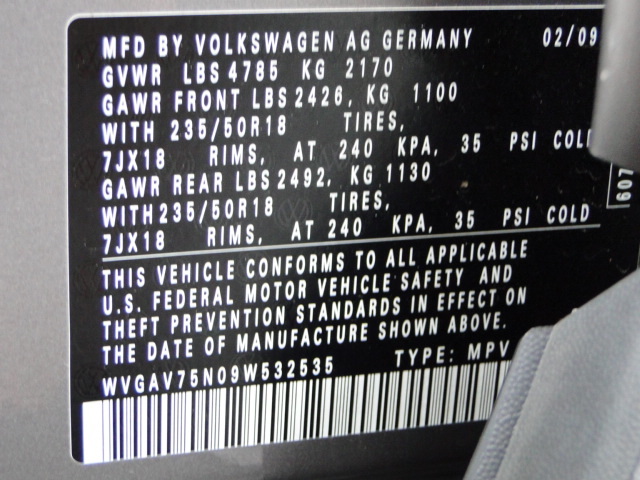 MFD BY VOLKSWAGEN AG GERMANY 02/09
GVWR LBS 4785 KG 2170
GAWR FRONT LBS 2426, KG 1100
WITH 235/50R18 TIRES,
7JX18 RIMS, AT 240 KPA, 35 PSI COLD
GAWR REAR LBS 2492, KG 1130
WITH 235/50R18 TIRES,
7JX18 RIMS, AT 240 KPA, 35 PSI COLD
607
THIS VEHICLE CONFORMS TO ALL APPLICABLE
U.S. FEDERAL MOTOR VEHICLE SAFETY AND
THEFT PREVENTION STANDARDS IN EFFECT ON
THE DATE OF MANUFACTURE SHOWN ABOVE.
WVGAV75N09W532535 TYPE: MPV